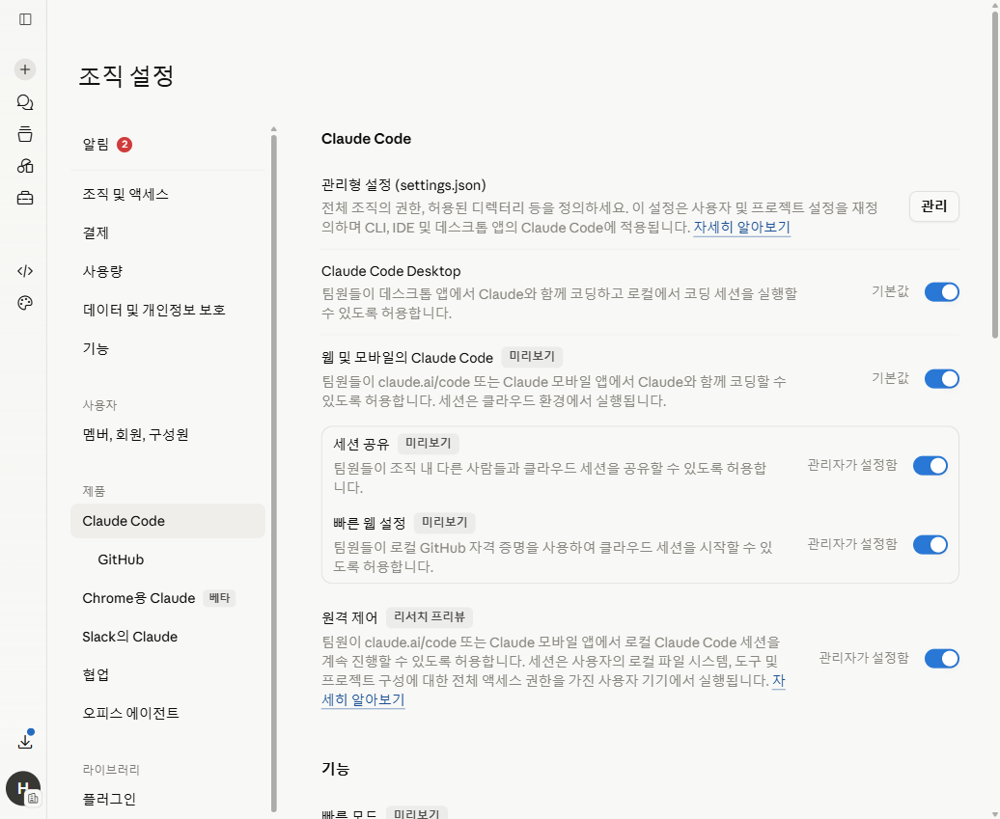 조직 설정
알림 2
조직 및 액세스
결제
사용량
데이터 및 개인정보 보호
기능
사용자
멤버, 회원, 구성원
제품
Claude Code
GitHub
Chrome용 Claude 베타
Slack의 Claude
협업
오피스 에이전트
라이브러리
플러그인
H
Claude Code
관리형 설정 (settings.json)
전체 조직의 권한, 허용된 디렉터리 등을 정의하세요. 이 설정은 사용자 및 프로젝트 설정을 재정
의하며 CLI, IDE 및 데스크톱 앱의 Claude Code에 적용됩니다. 자세히 알아보기
관리
Claude Code Desktop
팀원들이 데스크톱 앱에서 Claude와 함께 코딩하고 로컬에서 코딩 세션을 실행할
수 있도록 허용합니다.
기본값
웹 및 모바일의 Claude Code 미리보기
팀원들이 claude.ai/code 또는 Claude 모바일 앱에서 Claude와 함께 코딩할 수
있도록 허용합니다. 세션은 클라우드 환경에서 실행됩니다.
기본값
세션 공유 미리보기
팀원들이 조직 내 다른 사람들과 클라우드 세션을 공유할 수 있도록 허용합
니다.
관리자가 설정함
빠른 웹 설정 미리보기
팀원들이 로컬 GitHub 자격 증명을 사용하여 클라우드 세션을 시작할 수 있
도록 허용합니다.
관리자가 설정함
원격 제어 리서치 프리뷰
팀원이 claude.ai/code 또는 Claude 모바일 앱에서 로컬 Claude Code 세션을
계속 진행할 수 있도록 허용합니다. 세션은 사용자의 로컬 파일 시스템, 도구 및
프로젝트 구성에 대한 전체 액세스 권한을 가진 사용자 기기에서 실행됩니다. 자
세히 알아보기
관리자가 설정함
기능
빠른 모드 미리보기